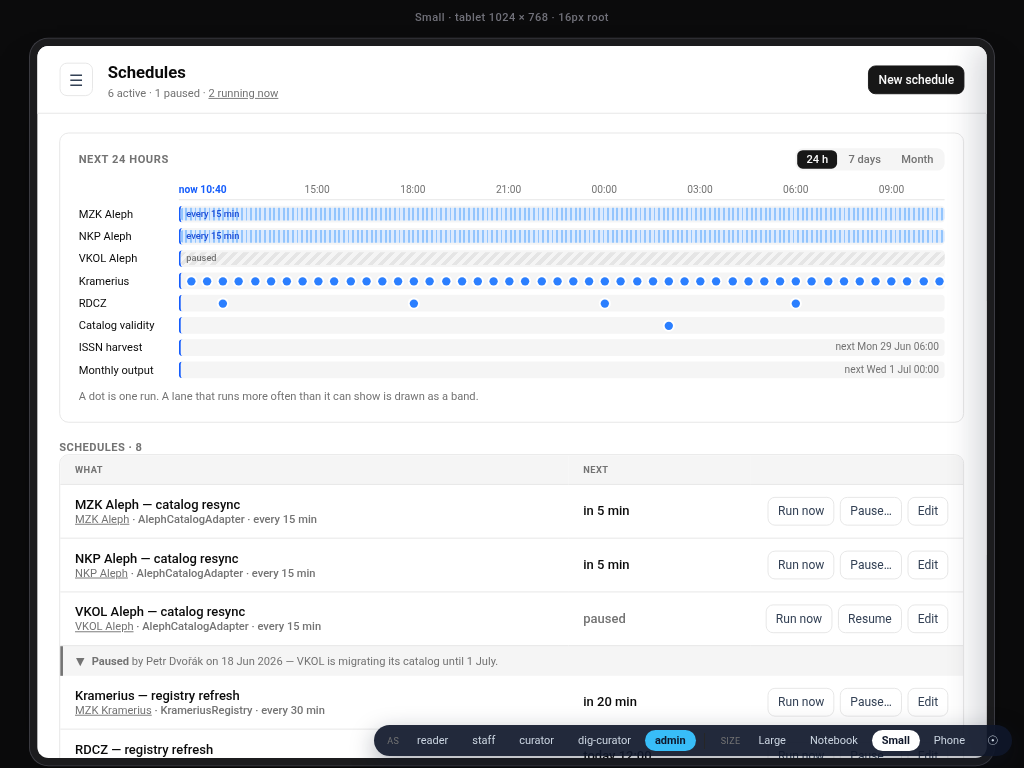 Small · tablet 1024 × 768 · 16px root
Schedules
6 active · 1 paused · 2 running now
New schedule
NEXT 24 HOURS
24 h 7 days Month
now 10:40 15:00 18:00 21:00 00:00 03:00 06:00 09:00
MZK Aleph every 15 min
NKP Aleph every 15 min
VKOL Aleph paused
Kramerius
RDCZ
Catalog validity
ISSN harvest next Mon 29 Jun 06:00
Monthly output next Wed 1 Jul 00:00
A dot is one run. A lane that runs more often than it can show is drawn as a band.
SCHEDULES · 8
WHAT NEXT
MZK Aleph — catalog resync
MZK Aleph · AlephCatalogAdapter · every 15 min
in 5 min Run now Pause… Edit
NKP Aleph — catalog resync
NKP Aleph · AlephCatalogAdapter · every 15 min
in 5 min Run now Pause… Edit
VKOL Aleph — catalog resync
VKOL Aleph · AlephCatalogAdapter · every 15 min
paused Run now Resume Edit
▼ Paused by Petr Dvořák on 18 Jun 2026 — VKOL is migrating its catalog until 1 July.
Kramerius — registry refresh
MZK Kramerius · KrameriusRegistry · every 30 min
in 20 min Run now Pause… Edit
RDCZ — registry refresh
today 12:00 Run now Pause… Edit
AS reader staff curator dig-curator admin SIZE Large Notebook Small Phone